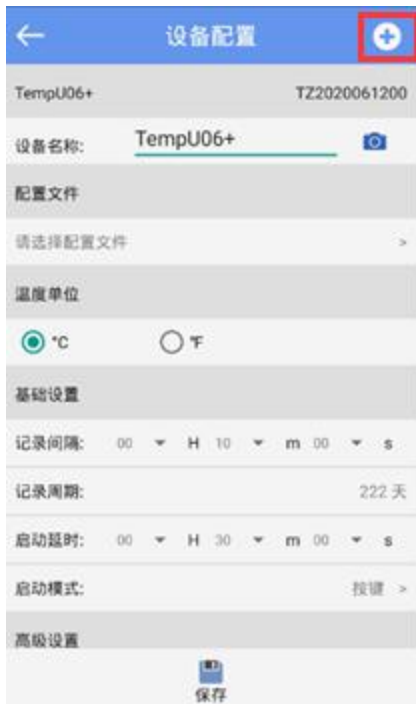 设备配置
TempU06+ TZ2020061200
设备名称: TempU06+
配置文件
请选择配置文件 >
温度单位
°C °F
基础设置
记录间隔: 00 H 10 m 00 s
记录周期: 222 天
启动延时: 00 H 30 m 00 s
启动模式: 按键 >
高级设置
保存